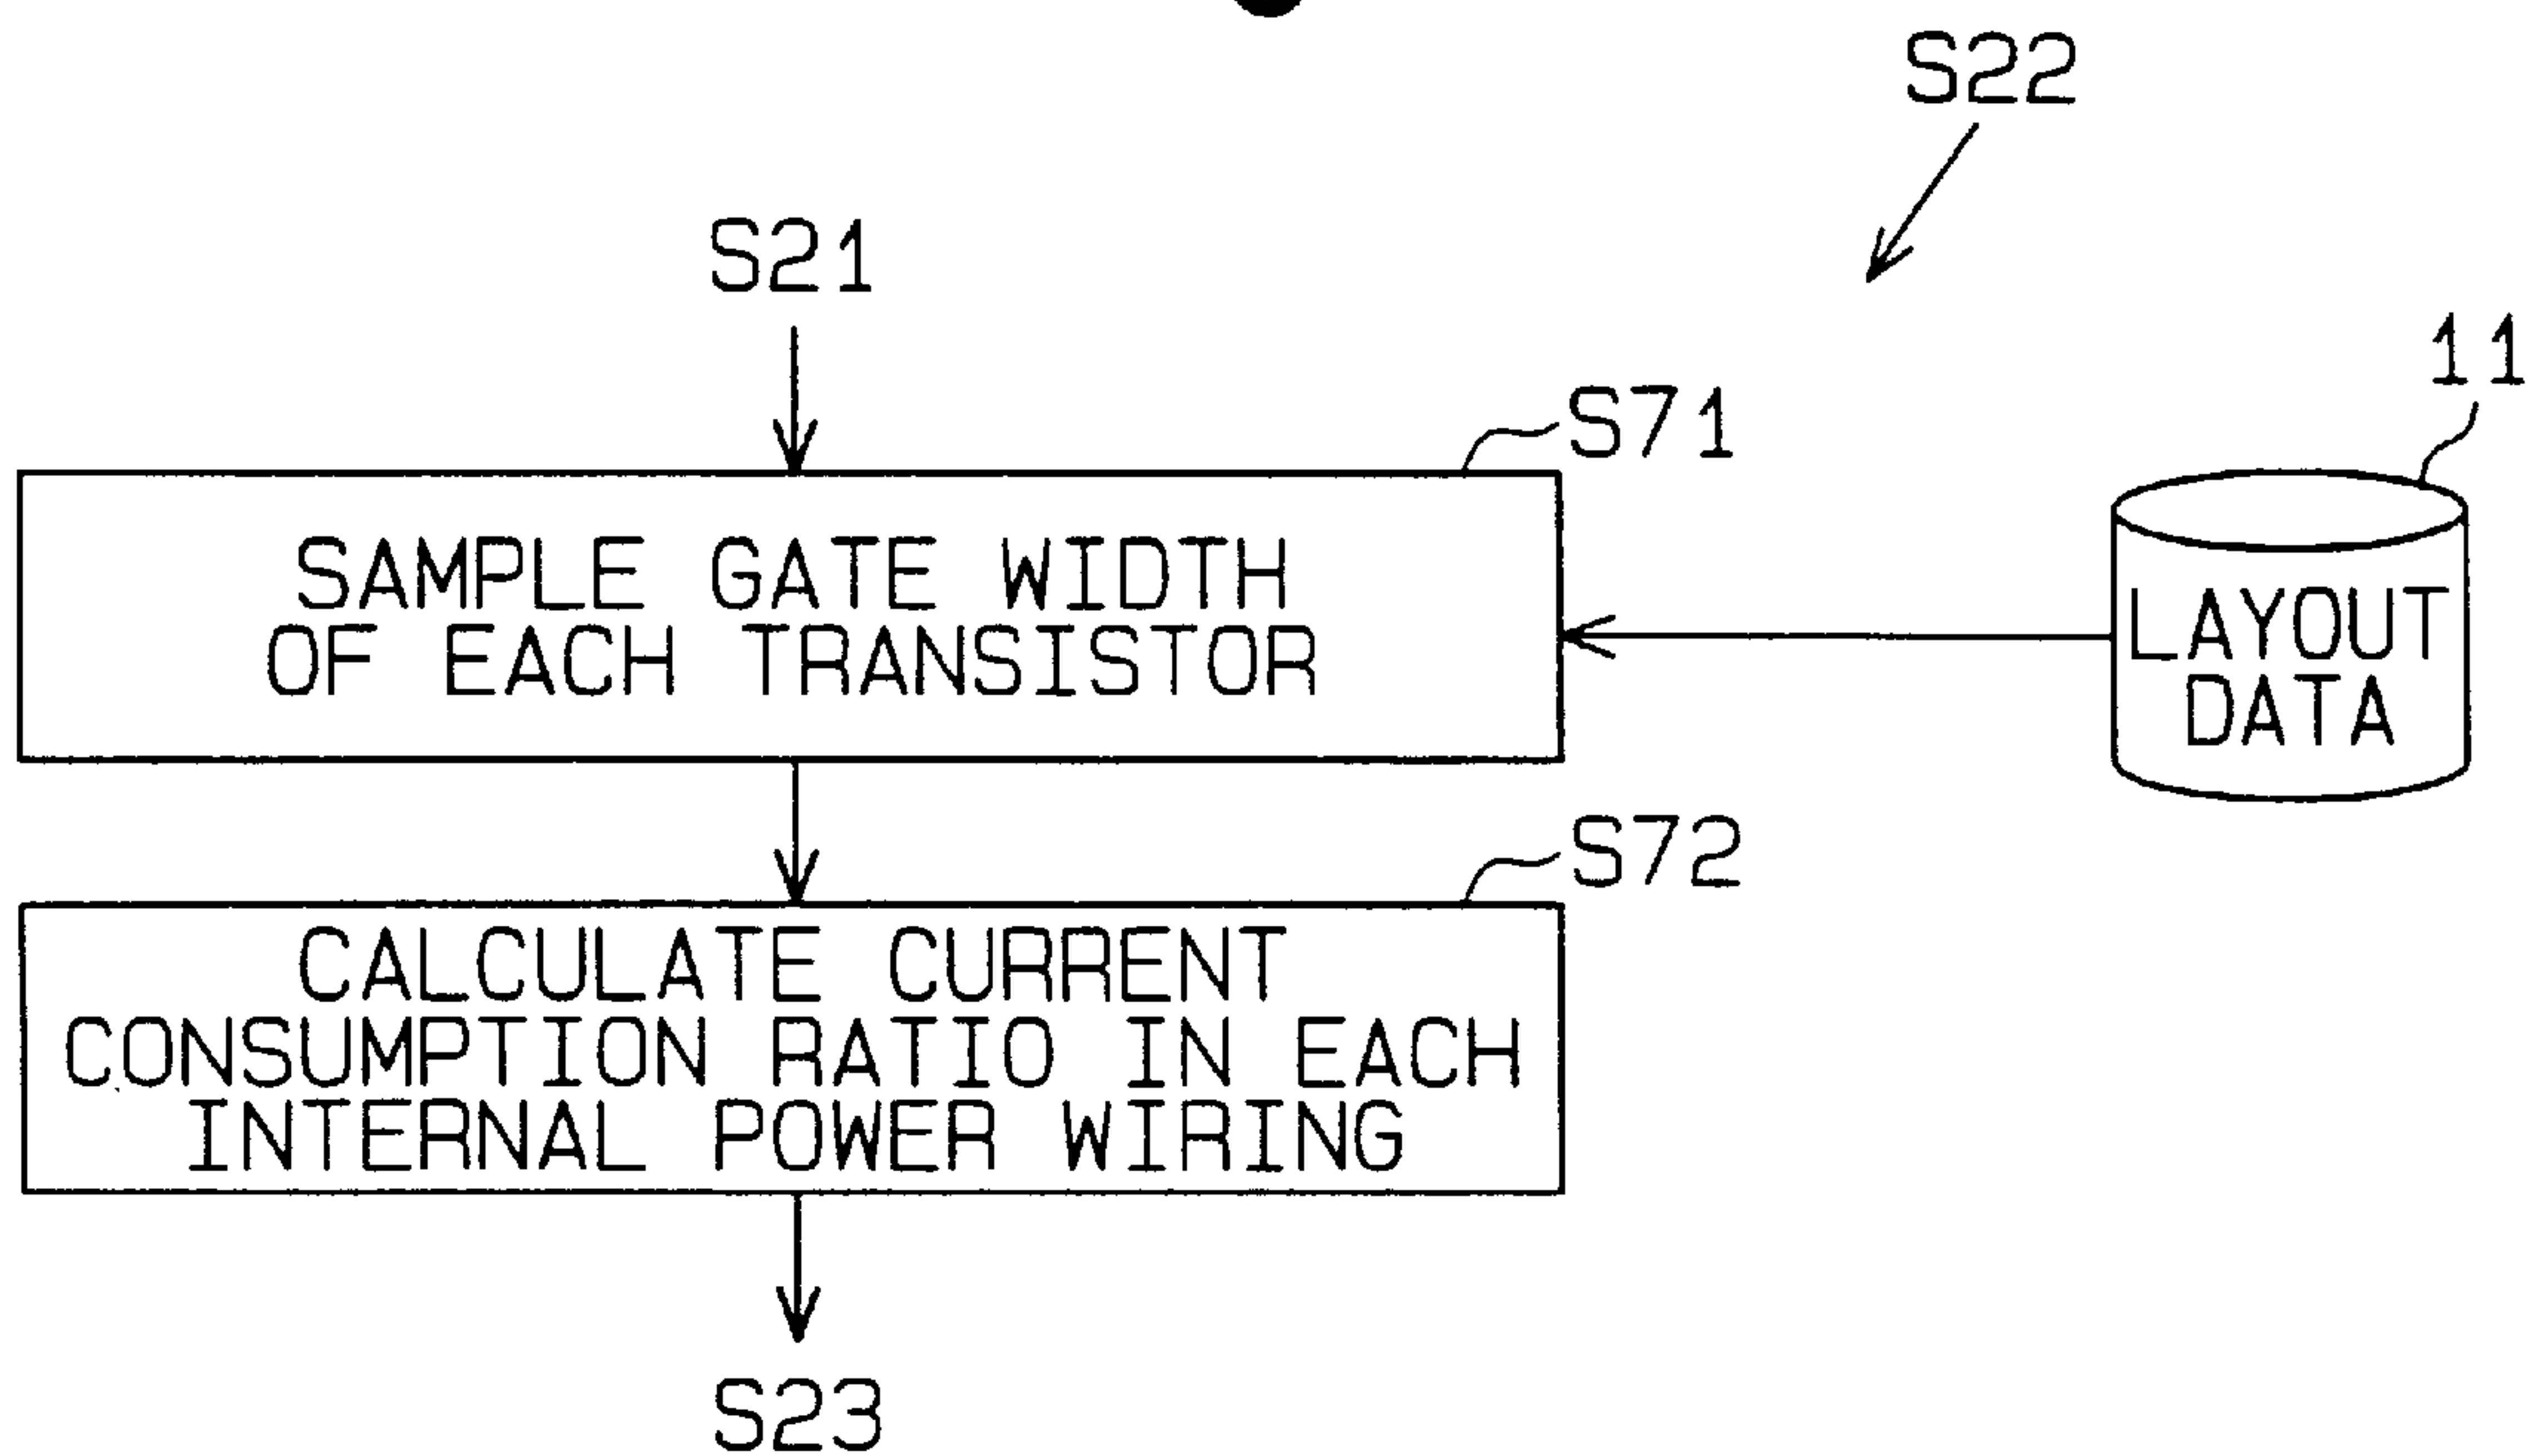 S22
S21
11
S71
SAMPLE GATE WIDTH
OF EACH TRANSISTOR
LAYOUT
DATA
S72
CALCULATE CURRENT
CONSUMPTION RATIO IN EACH
INTERNAL POWER WIRING
S23